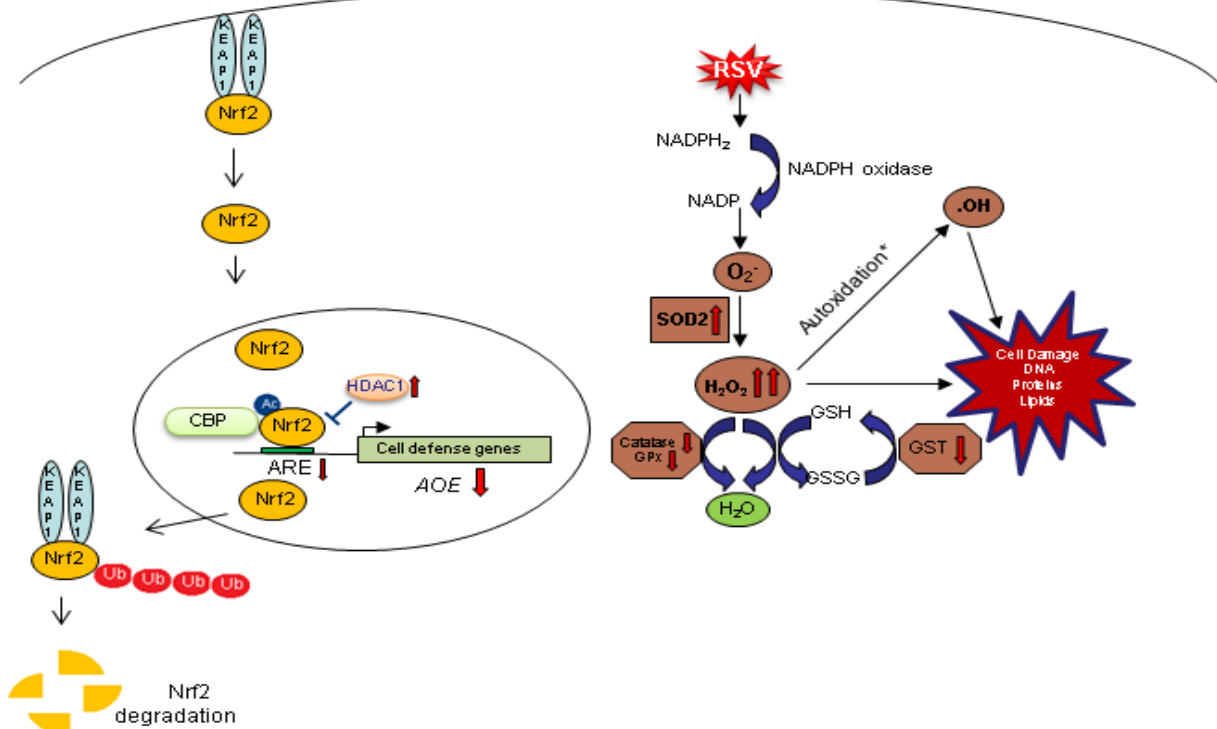 KEAP1
KEAP1
Nrf2
Nrf2
Nrf2
HDAC1
Ac
CBP
Nrf2
Cell defense genes
ARE
AOE
Nrf2
KEAP1
KEAP1
Nrf2
Ub Ub Ub Ub
Nrf2
degradation
RSV
NADPH₂
NADPH oxidase
NADP
.OH
O₂⁻
Autoxidation*
SOD2
H₂O₂
Cell Damage
DNA
Proteins
Lipids
GSH
Catalase
GPx
GST
GSSG
H₂O